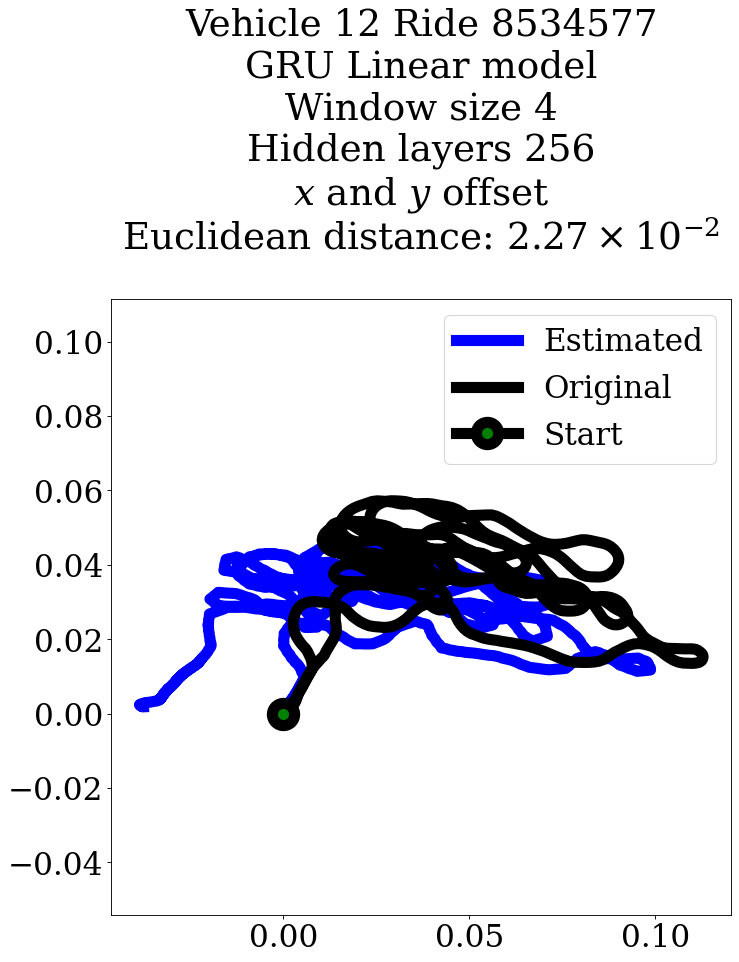 Vehicle 12 Ride 8534577
GRU Linear model
Window size 4
Hidden layers 256
x and y offset
Euclidean distance: 2.27 × 10⁻²
Estimated
Original
Start
0.10
0.08
0.06
0.04
0.02
0.00
−0.02
−0.04
0.00 0.05 0.10